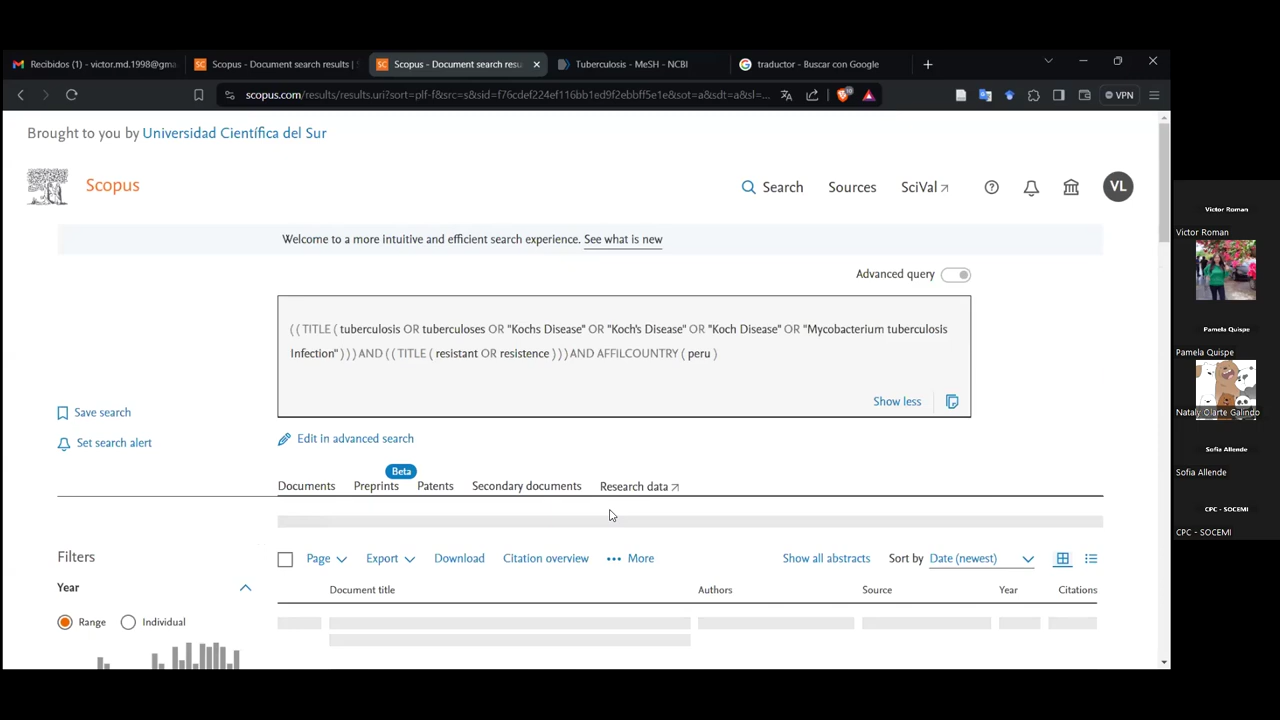 Recibidos (1) - victor.md.1998@gma
Scopus - Document search results |
Scopus - Document search resu
Tuberculosis - MeSH - NCBI
traductor - Buscar con Google
scopus.com/results/results.uri?sort=plf-f&src=s&sid=f76cdef224ef116bb1ed9f2ebbff5e1e&sot=a&sdt=a&sl=...
VPN
Brought to you by Universidad Científica del Sur
Scopus
Search
Sources
SciVal
VL
Welcome to a more intuitive and efficient search experience. See what is new
Advanced query
( ( TITLE ( tuberculosis OR tuberculoses OR "Kochs Disease" OR "Koch's Disease" OR "Koch Disease" OR "Mycobacterium tuberculosis
Infection" ) ) ) AND ( ( TITLE ( resistant OR resistence ) ) ) AND AFFILCOUNTRY ( peru )
Show less
Save search
Set search alert
Edit in advanced search
Beta
Documents
Preprints
Patents
Secondary documents
Research data
Filters
Page
Export
Download
Citation overview
More
Show all abstracts
Sort by
Date (newest)
Year
Document title
Authors
Source
Year
Citations
Range
Individual
Victor Roman
Victor Roman
Pamela Quispe
Pamela Quispe
Nataly Olarte Galindo
Sofia Allende
Sofia Allende
CPC - SOCEMI
CPC - SOCEMI